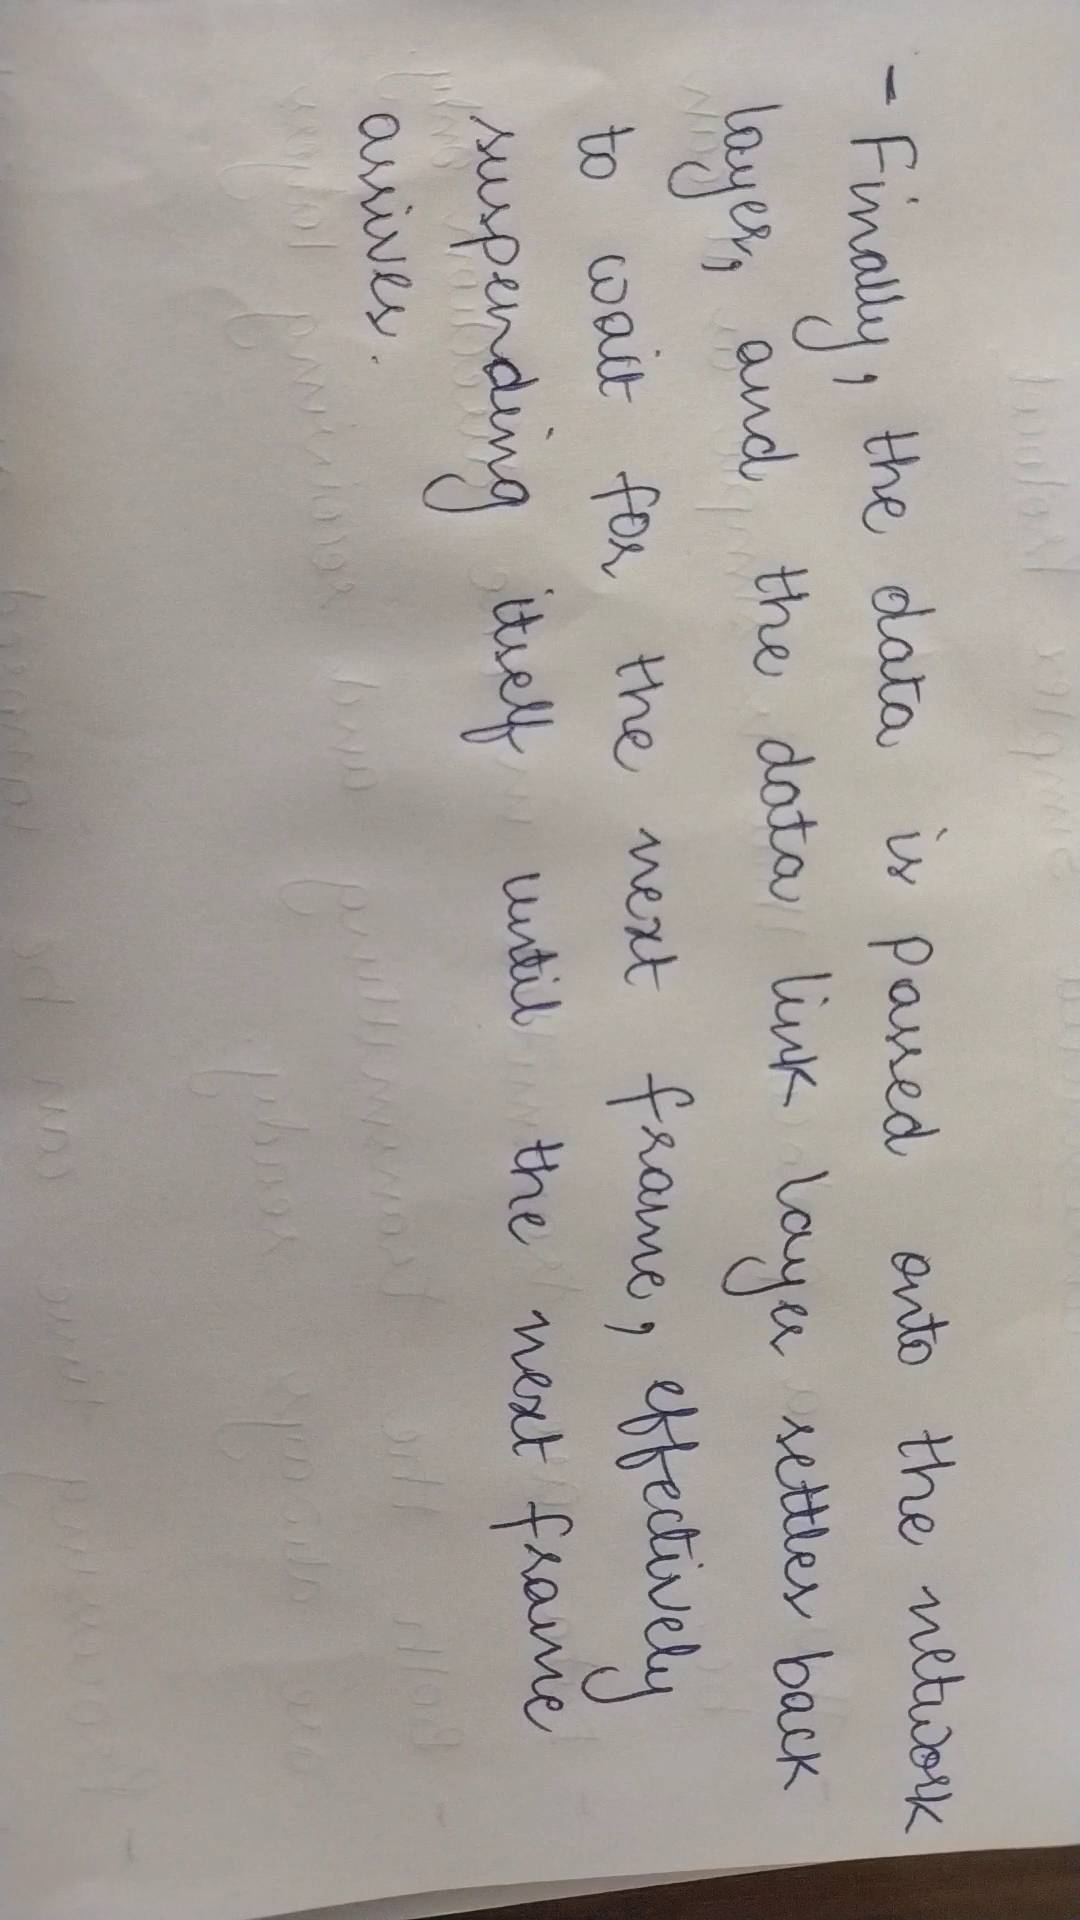 - Finally, the data is passed onto the network
layer, and the data link layer settles back
to wait for the next frame, effectively
suspending itself until the next frame
arrives.